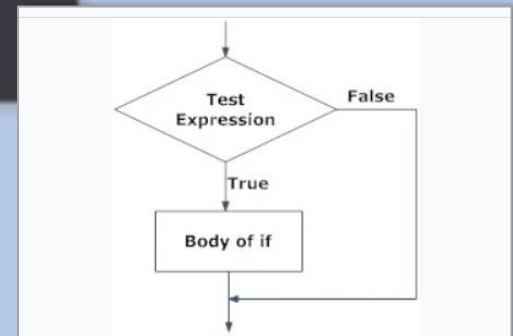 Test
Expression
False
True
Body of if